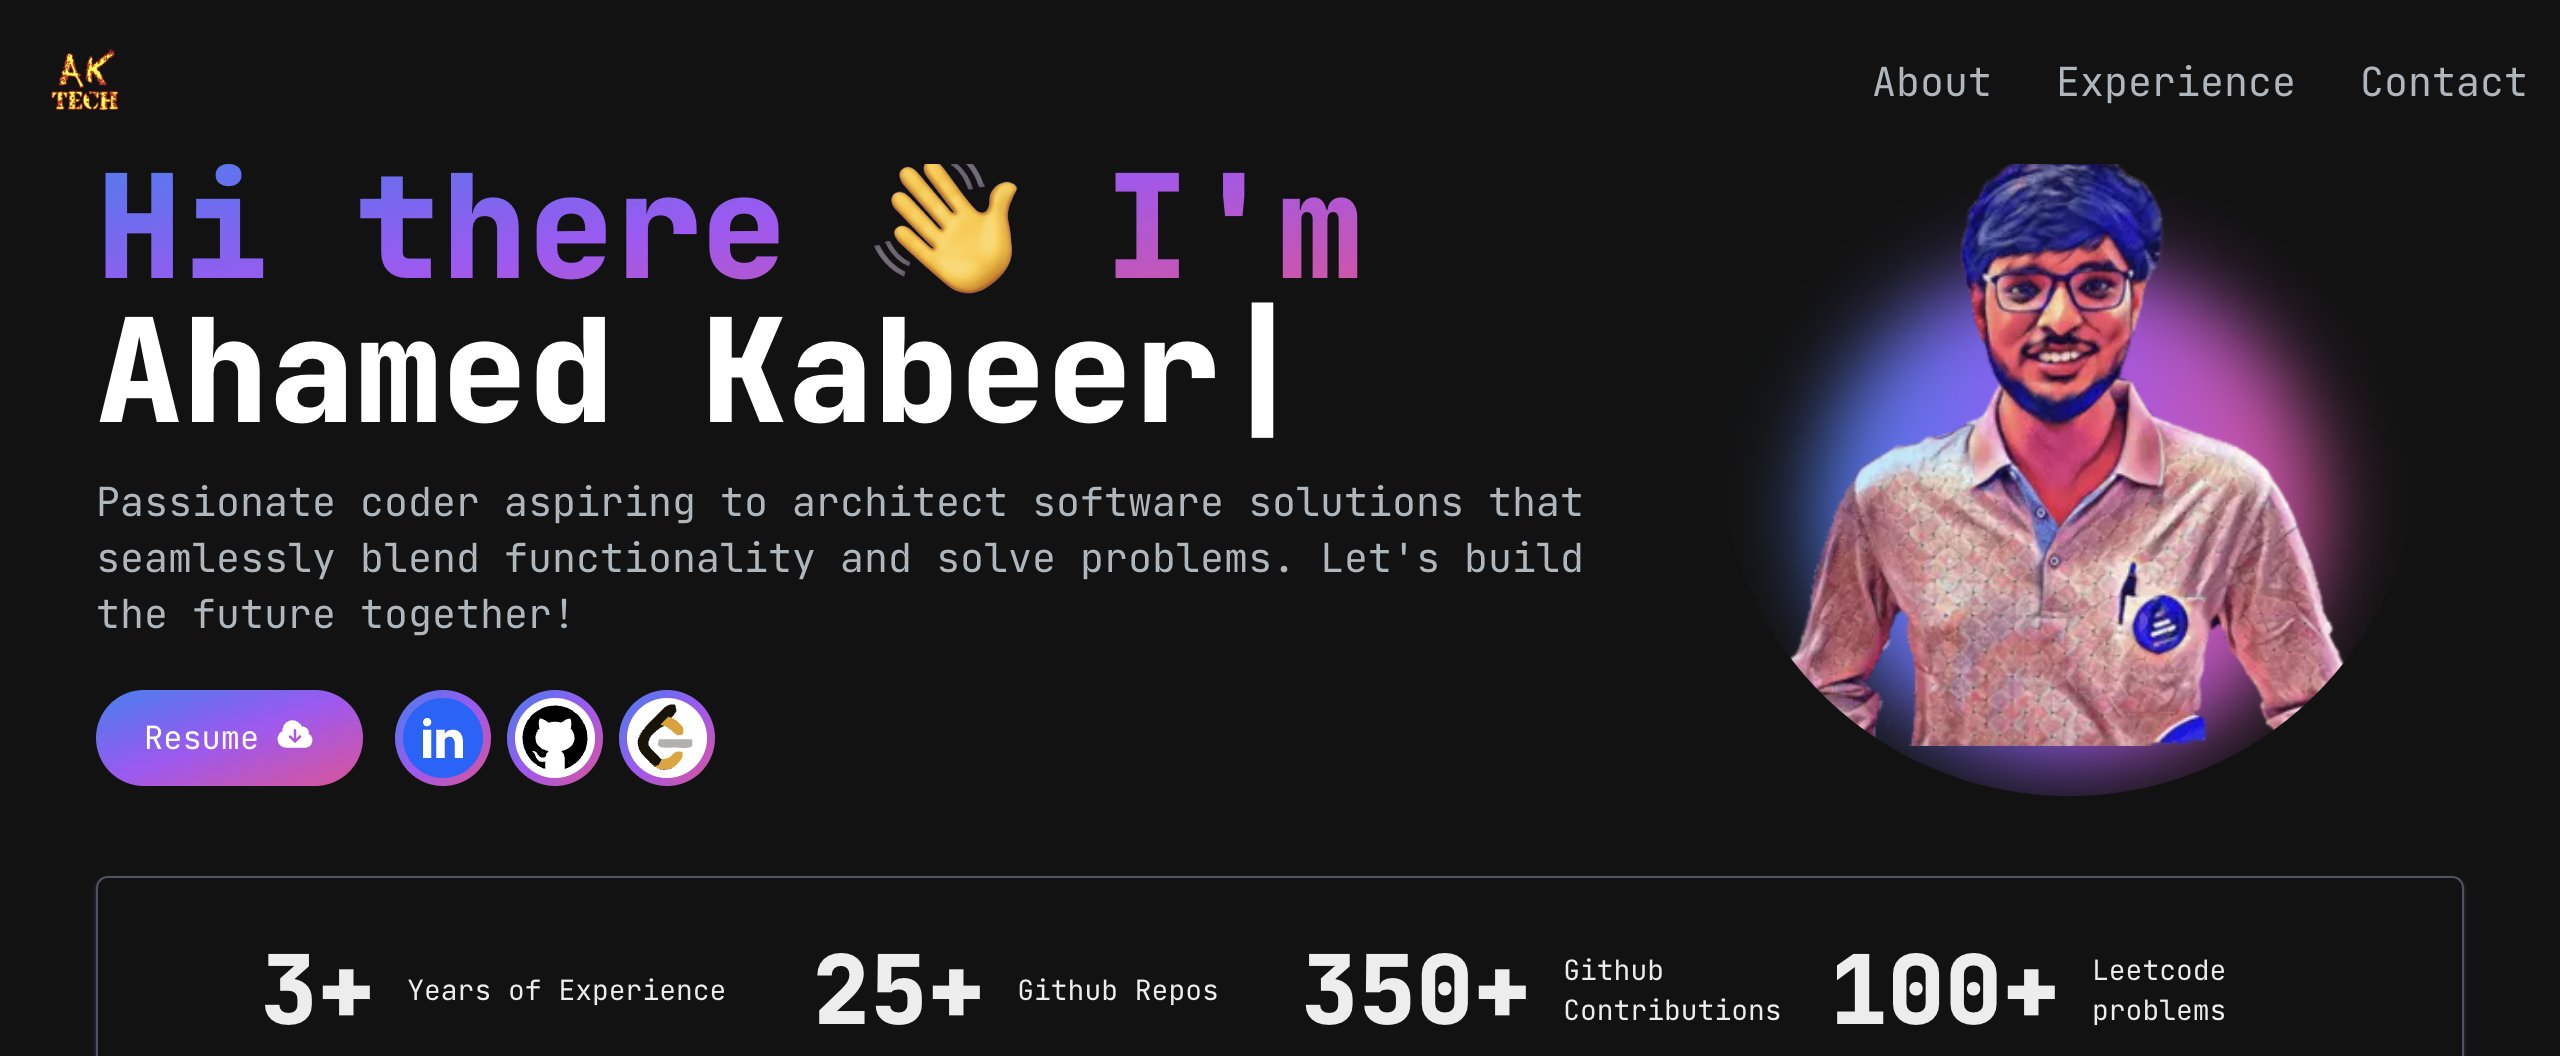 AK
TECH
About Experience Contact
Hi there 👋 I'm
Ahamed Kabeer|
Passionate coder aspiring to architect software solutions that
seamlessly blend functionality and solve problems. Let's build
the future together!
Resume
in
3+ Years of Experience
25+ Github Repos
350+ Github
Contributions
100+ Leetcode
problems